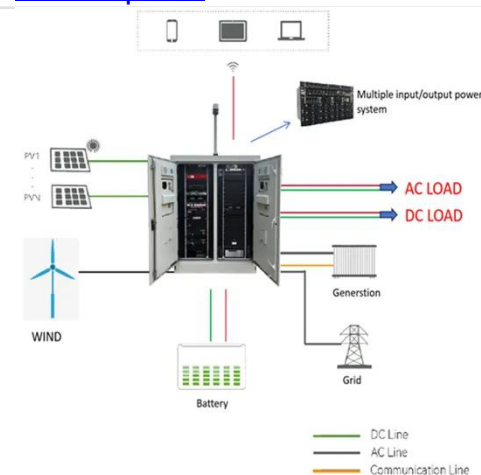 Multiple input/output power
system
PV1
PVN
AC LOAD
DC LOAD
WIND
Generstion
Grid
Battery
DC Line
AC Line
Communication Line